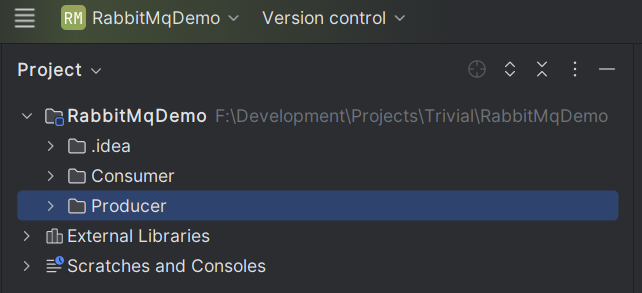 RM RabbitMqDemo Version control
Project
RabbitMqDemo F:\Development\Projects\Trivial\RabbitMqDemo
.idea
Consumer
Producer
External Libraries
Scratches and Consoles